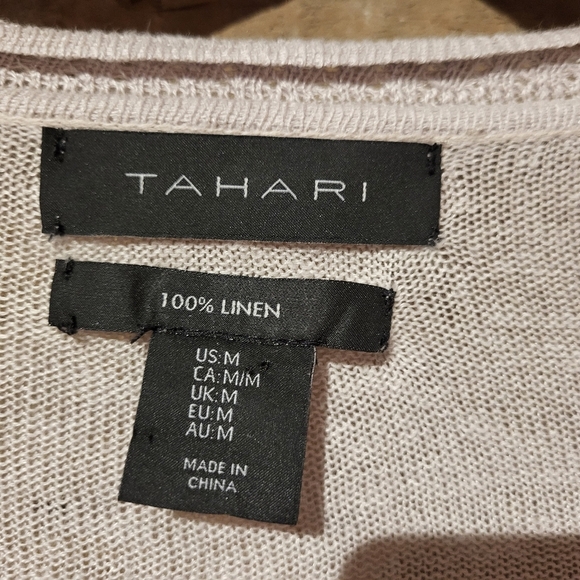 TAHARI
100% LINEN
US:M
CA:M/M
UK:M
EU:M
AU:M
MADE IN
CHINA